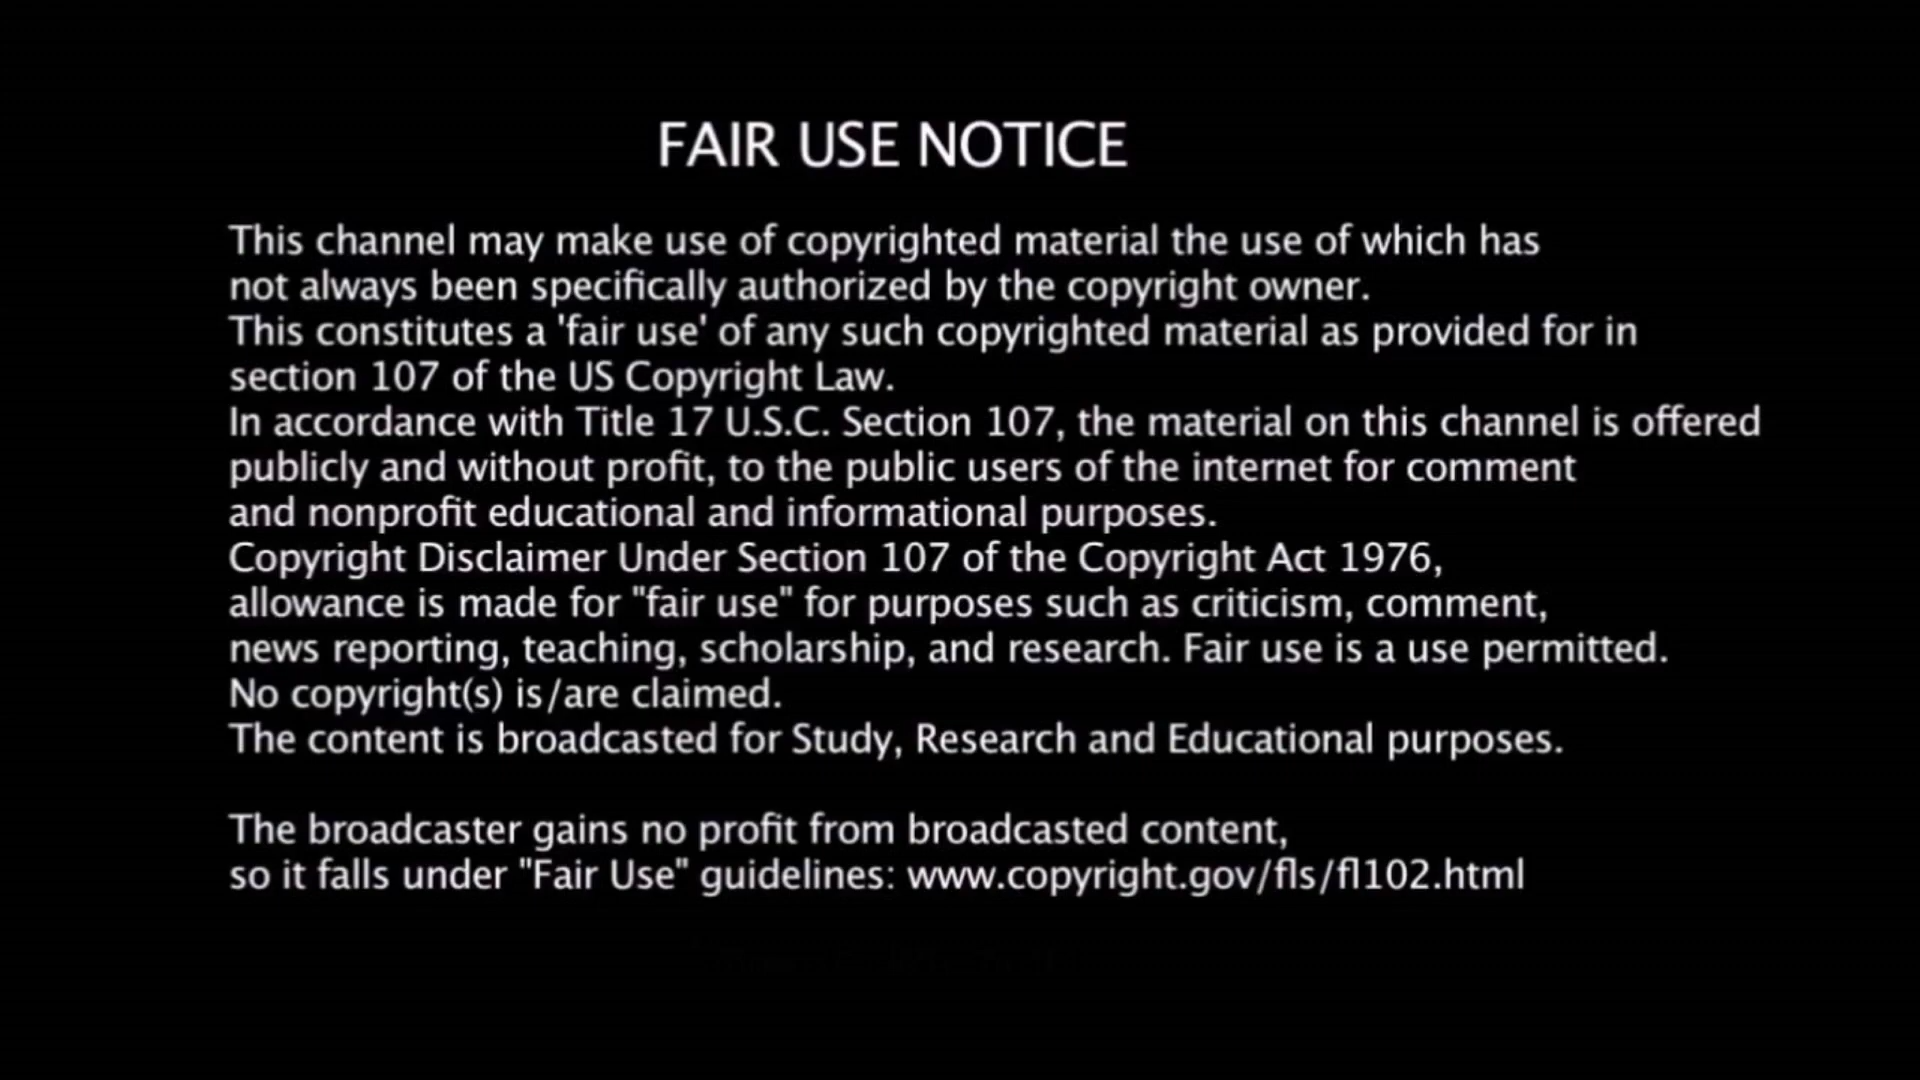 FAIR USE NOTICE
This channel may make use of copyrighted material the use of which has
not always been specifically authorized by the copyright owner.
This constitutes a 'fair use' of any such copyrighted material as provided for in
section 107 of the US Copyright Law.
In accordance with Title 17 U.S.C. Section 107, the material on this channel is offered
publicly and without profit, to the public users of the internet for comment
and nonprofit educational and informational purposes.
Copyright Disclaimer Under Section 107 of the Copyright Act 1976,
allowance is made for "fair use" for purposes such as criticism, comment,
news reporting, teaching, scholarship, and research. Fair use is a use permitted.
No copyright(s) is/are claimed.
The content is broadcasted for Study, Research and Educational purposes.
The broadcaster gains no profit from broadcasted content,
so it falls under "Fair Use" guidelines: www.copyright.gov/fls/fl102.html